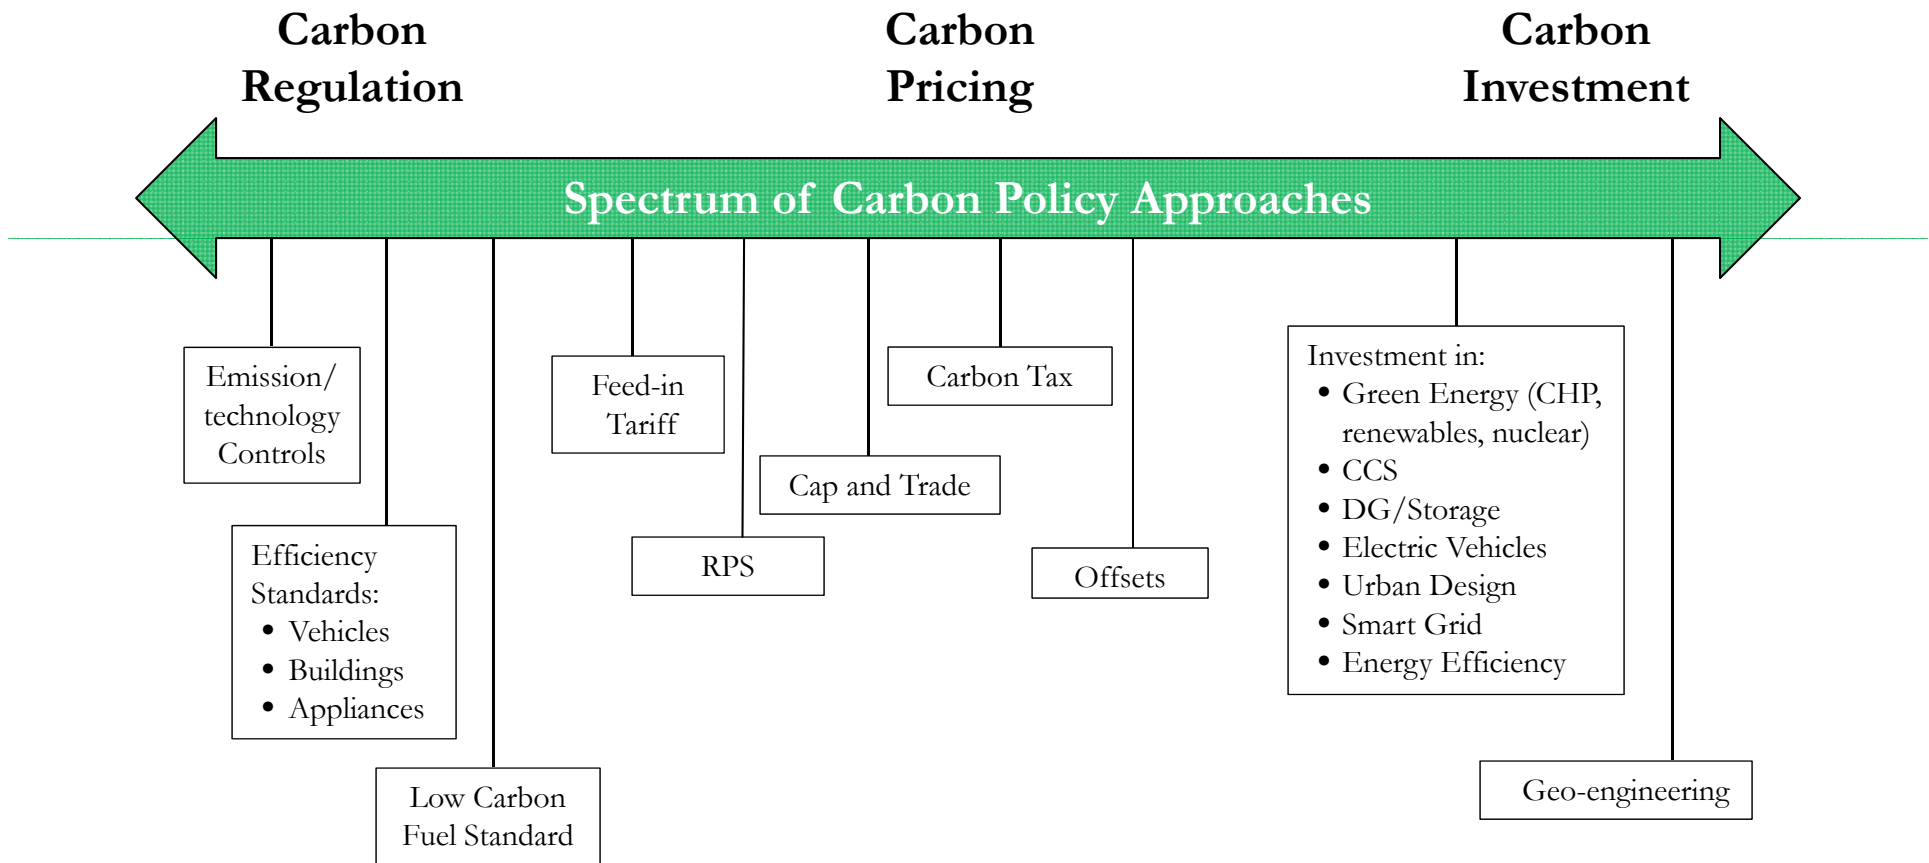 Carbon
Regulation
Carbon
Pricing
Carbon
Investment
Spectrum of Carbon Policy Approaches
Emission/
technology
Controls
Efficiency
Standards:
• Vehicles
• Buildings
• Appliances
Low Carbon
Fuel Standard
Feed-in
Tariff
RPS
Cap and Trade
Carbon Tax
Offsets
Investment in:
• Green Energy (CHP,
renewables, nuclear)
• CCS
• DG/Storage
• Electric Vehicles
• Urban Design
• Smart Grid
• Energy Efficiency
Geo-engineering